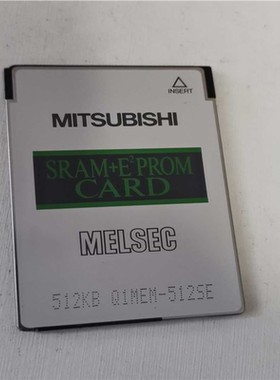 INSERT
MITSUBISHI
SRAM+E²PROM
CARD
MELSEC
512KB Q1MEM-512SE